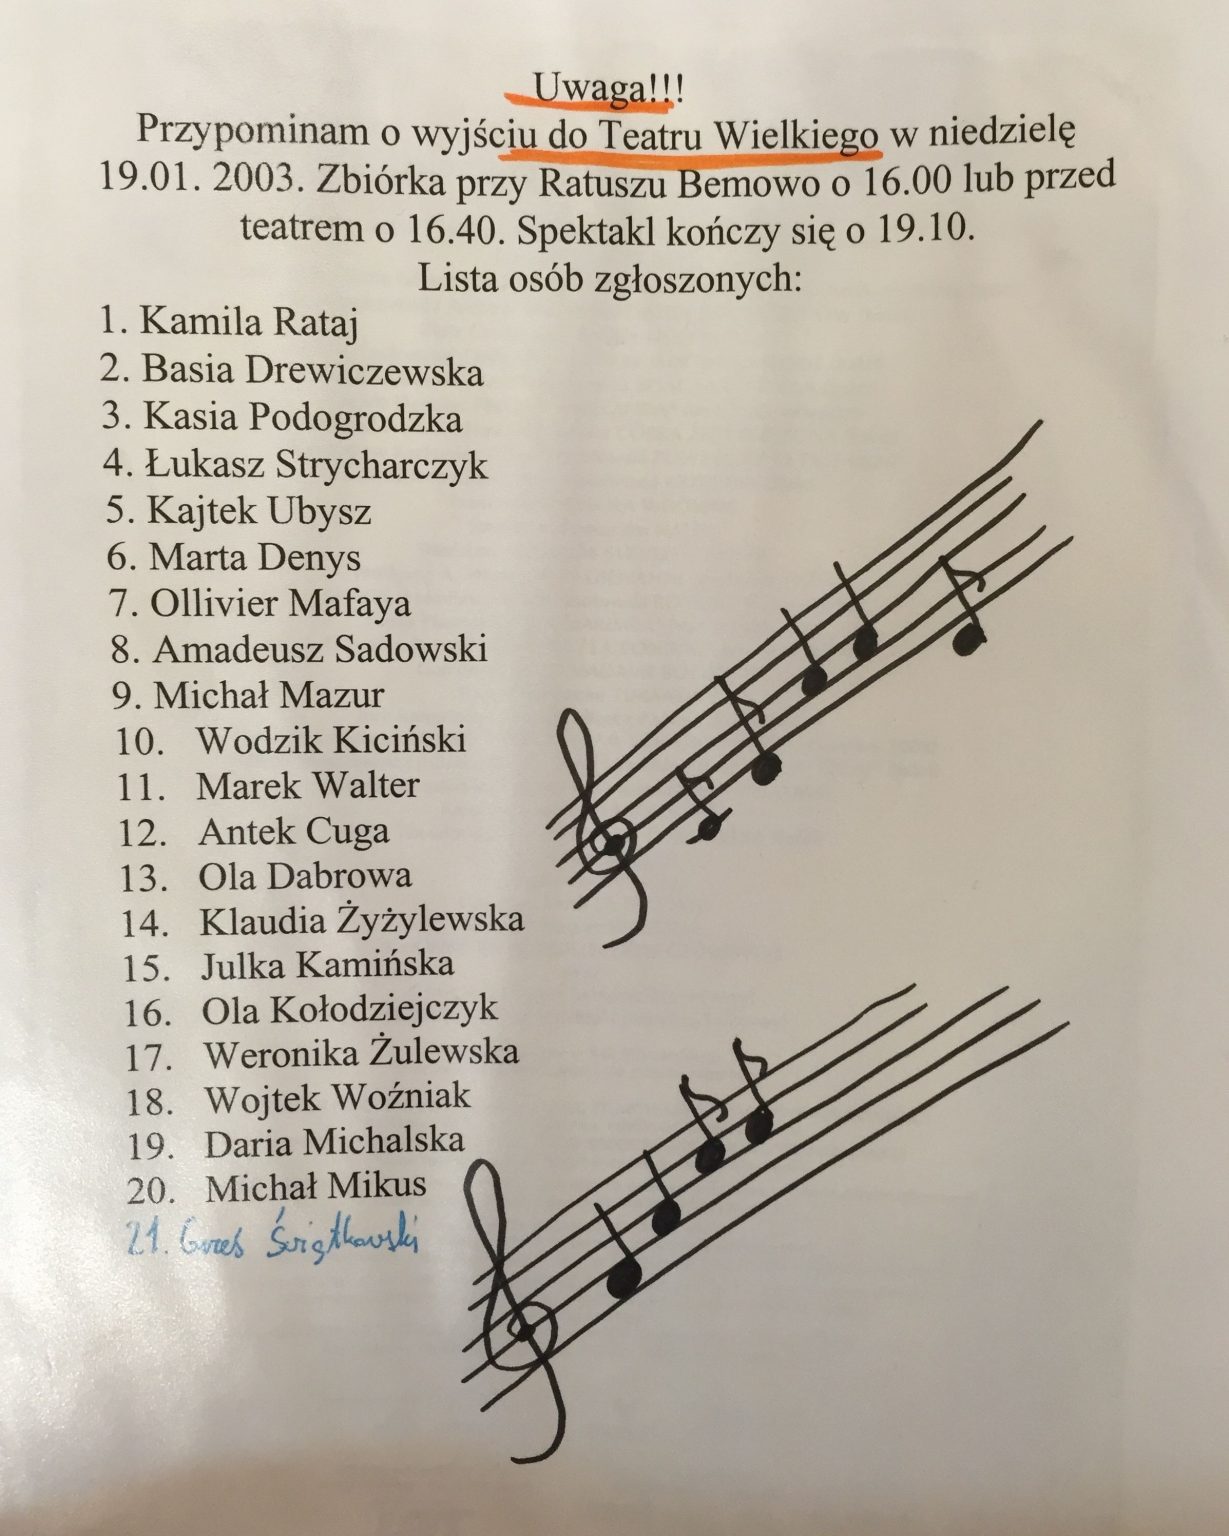 Uwaga!!!
Przypominam o wyjściu do Teatru Wielkiego w niedzielę
19.01. 2003. Zbiórka przy Ratuszu Bemowo o 16.00 lub przed
teatrem o 16.40. Spektakl kończy się o 19.10.
Lista osób zgłoszonych:
1. Kamila Rataj
2. Basia Drewiczewska
3. Kasia Podogrodzka
4. Łukasz Strycharczyk
5. Kajtek Ubysz
6. Marta Denys
7. Ollivier Mafaya
8. Amadeusz Sadowski
9. Michał Mazur
10. Wodzik Kiciński
11. Marek Walter
12. Antek Cuga
13. Ola Dabrowa
14. Klaudia Żyżylewska
15. Julka Kamińska
16. Ola Kołodziejczyk
17. Weronika Żulewska
18. Wojtek Woźniak
19. Daria Michalska
20. Michał Mikus
21. Świątkowski